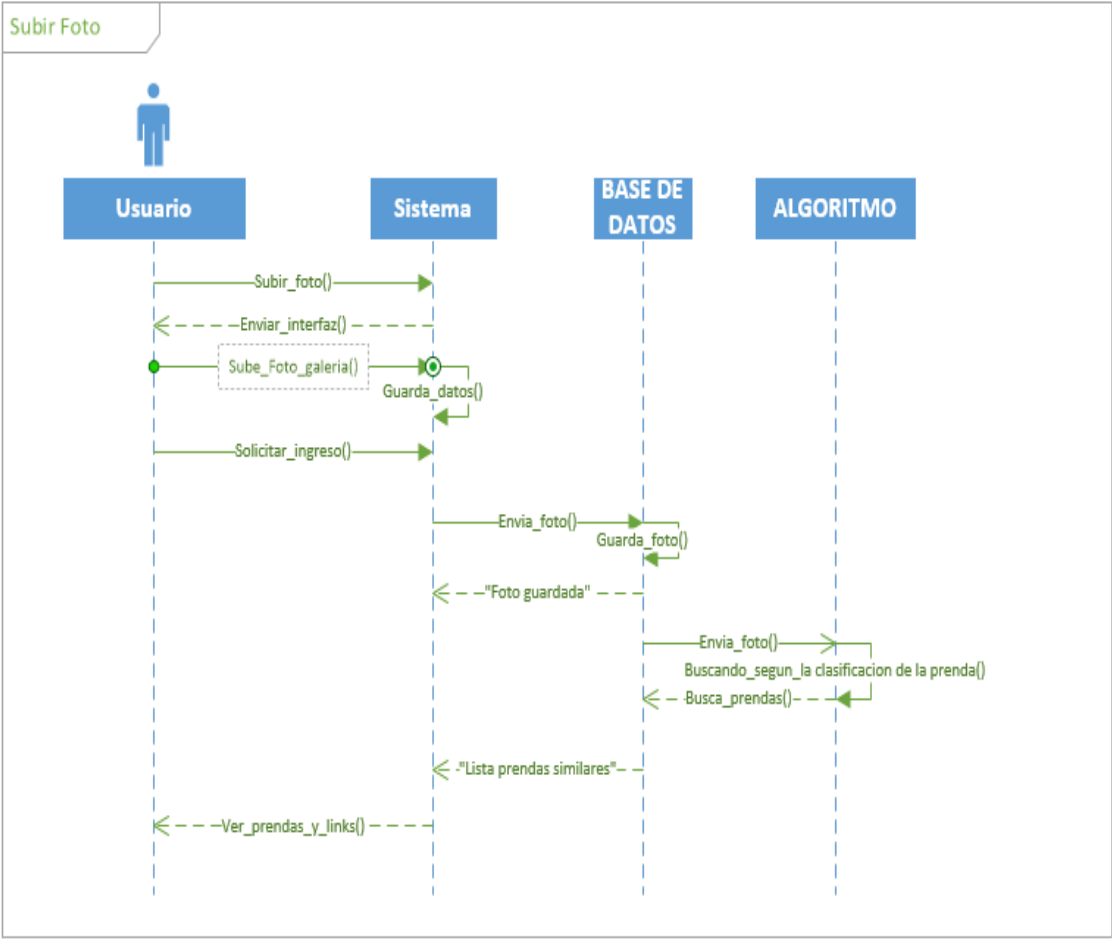 Subir Foto
Usuario
Sistema
BASE DE
DATOS
ALGORITMO
Subir_foto()
Enviar_interfaz()
Sube_Foto_galeria()
Guarda_datos()
Solicitar_ingreso()
Envia_foto()
Guarda_foto()
"Foto guardada"
Envia_foto()
Buscando_segun_la clasificacion de la prenda()
Busca_prendas()
"Lista prendas similares"
Ver_prendas_y_links()